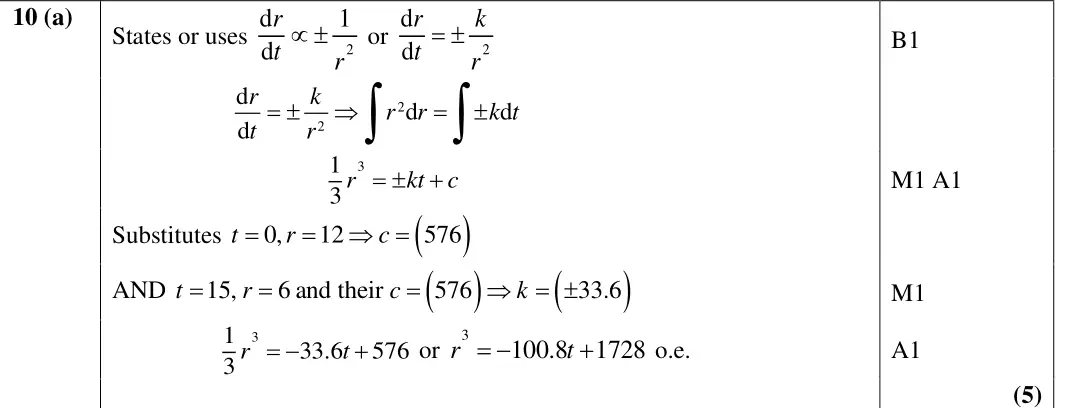 10 (a) States or uses dr/dt ∝ ± 1/r² or dr/dt = ± k/r² B1
dr/dt = ± k/r² ⇒ ∫ r²dr = ∫ ±kdt
1/3 r³ = ±kt + c M1 A1
Substitutes t = 0, r = 12 ⇒ c = (576)
AND t = 15, r = 6 and their c = (576) ⇒ k = (±33.6) M1
1/3 r³ = −33.6t + 576 or r³ = −100.8t + 1728 o.e. A1
(5)